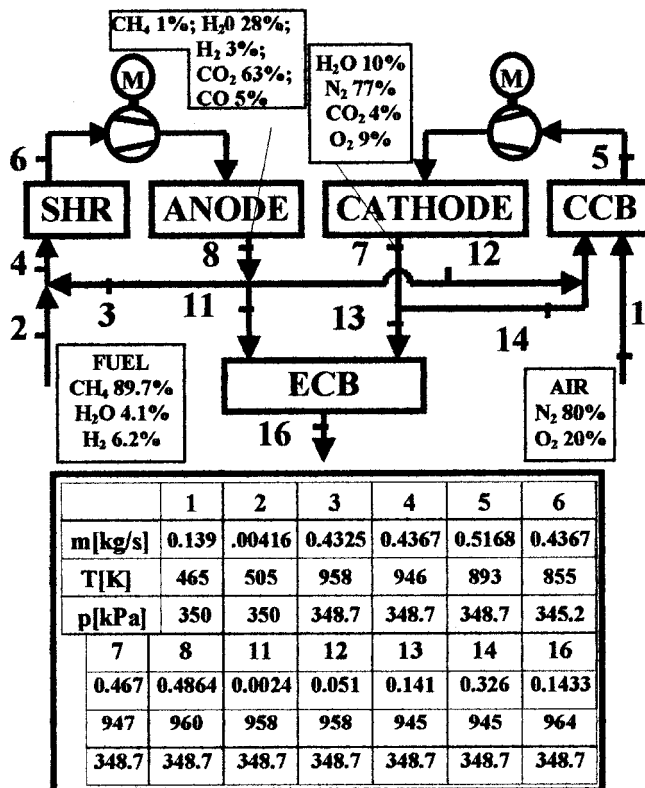 CH₄ 1%; H₂0 28%;
H₂ 3%;
CO₂ 63%;
CO 5%
H₂O 10%
N₂ 77%
CO₂ 4%
O₂ 9%
M
M
6
5
SHR
ANODE
CATHODE
CCB
4
8
7
12
3
11
13
14
1
2
FUEL
CH₄ 89.7%
H₂O 4.1%
H₂ 6.2%
ECB
AIR
N₂ 80%
O₂ 20%
16
1 2 3 4 5 6
m[kg/s] 0.139 .00416 0.4325 0.4367 0.5168 0.4367
T[K] 465 505 958 946 893 855
p[kPa] 350 350 348.7 348.7 348.7 345.2
7 8 11 12 13 14 16
0.467 0.4864 0.0024 0.051 0.141 0.326 0.1433
947 960 958 958 945 945 964
348.7 348.7 348.7 348.7 348.7 348.7 348.7